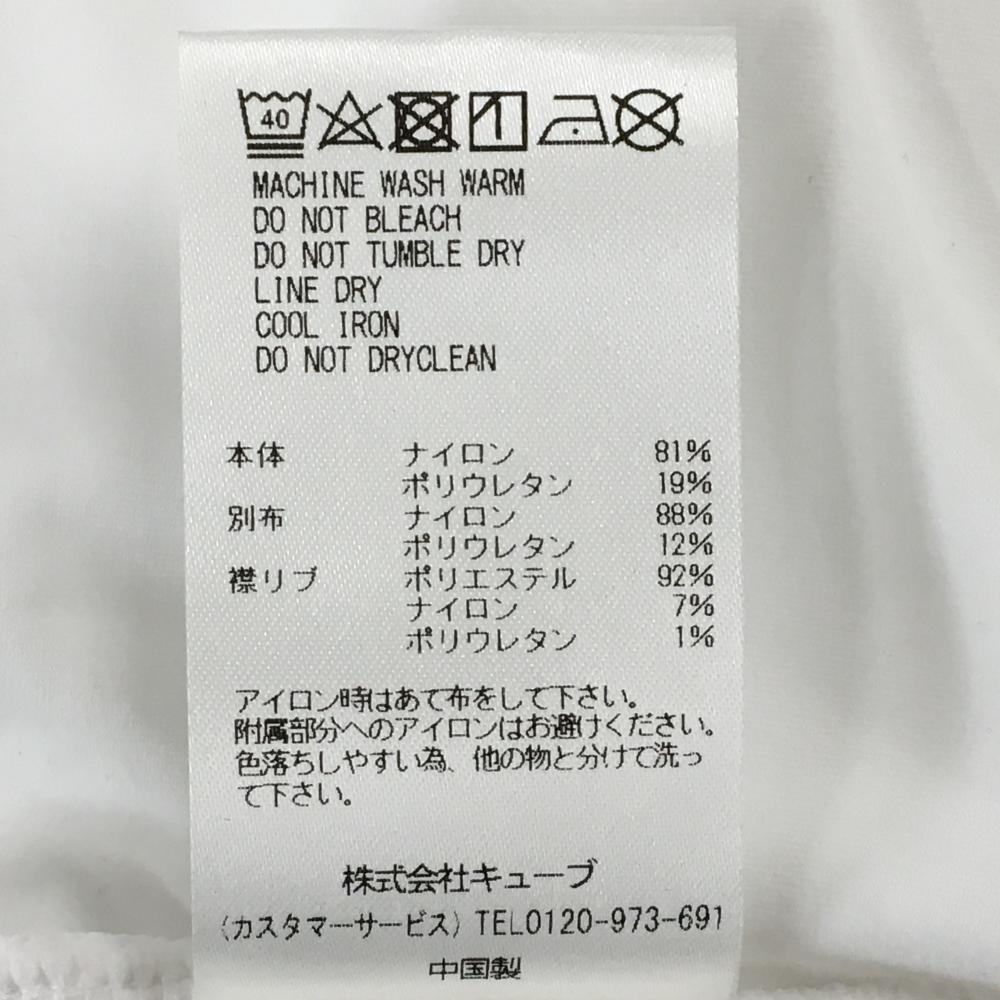 40
MACHINE WASH WARM
DO NOT BLEACH
DO NOT TUMBLE DRY
LINE DRY
COOL IRON
DO NOT DRYCLEAN
本体 ナイロン 81%
ポリウレタン 19%
別布 ナイロン 88%
ポリウレタン 12%
襟リブ ポリエステル 92%
ナイロン 7%
ポリウレタン 1%
アイロン時はあて布をして下さい。
附属部分へのアイロンはお避けください。
色落ちしやすい為、他の物と分けて洗っ
て下さい。
株式会社キューブ
(カスタマーサービス) TEL0120-973-691
中国製